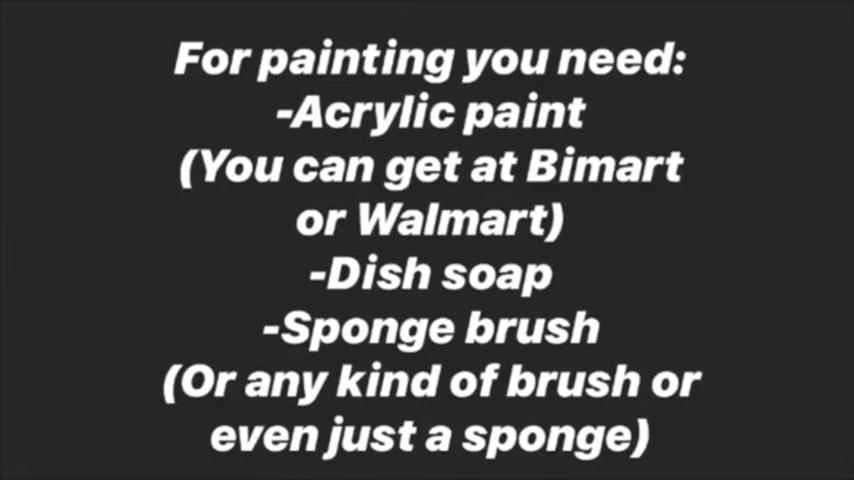 For painting you need:
-Acrylic paint
(You can get at Bimart
or Walmart)
-Dish soap
-Sponge brush
(Or any kind of brush or
even just a sponge)